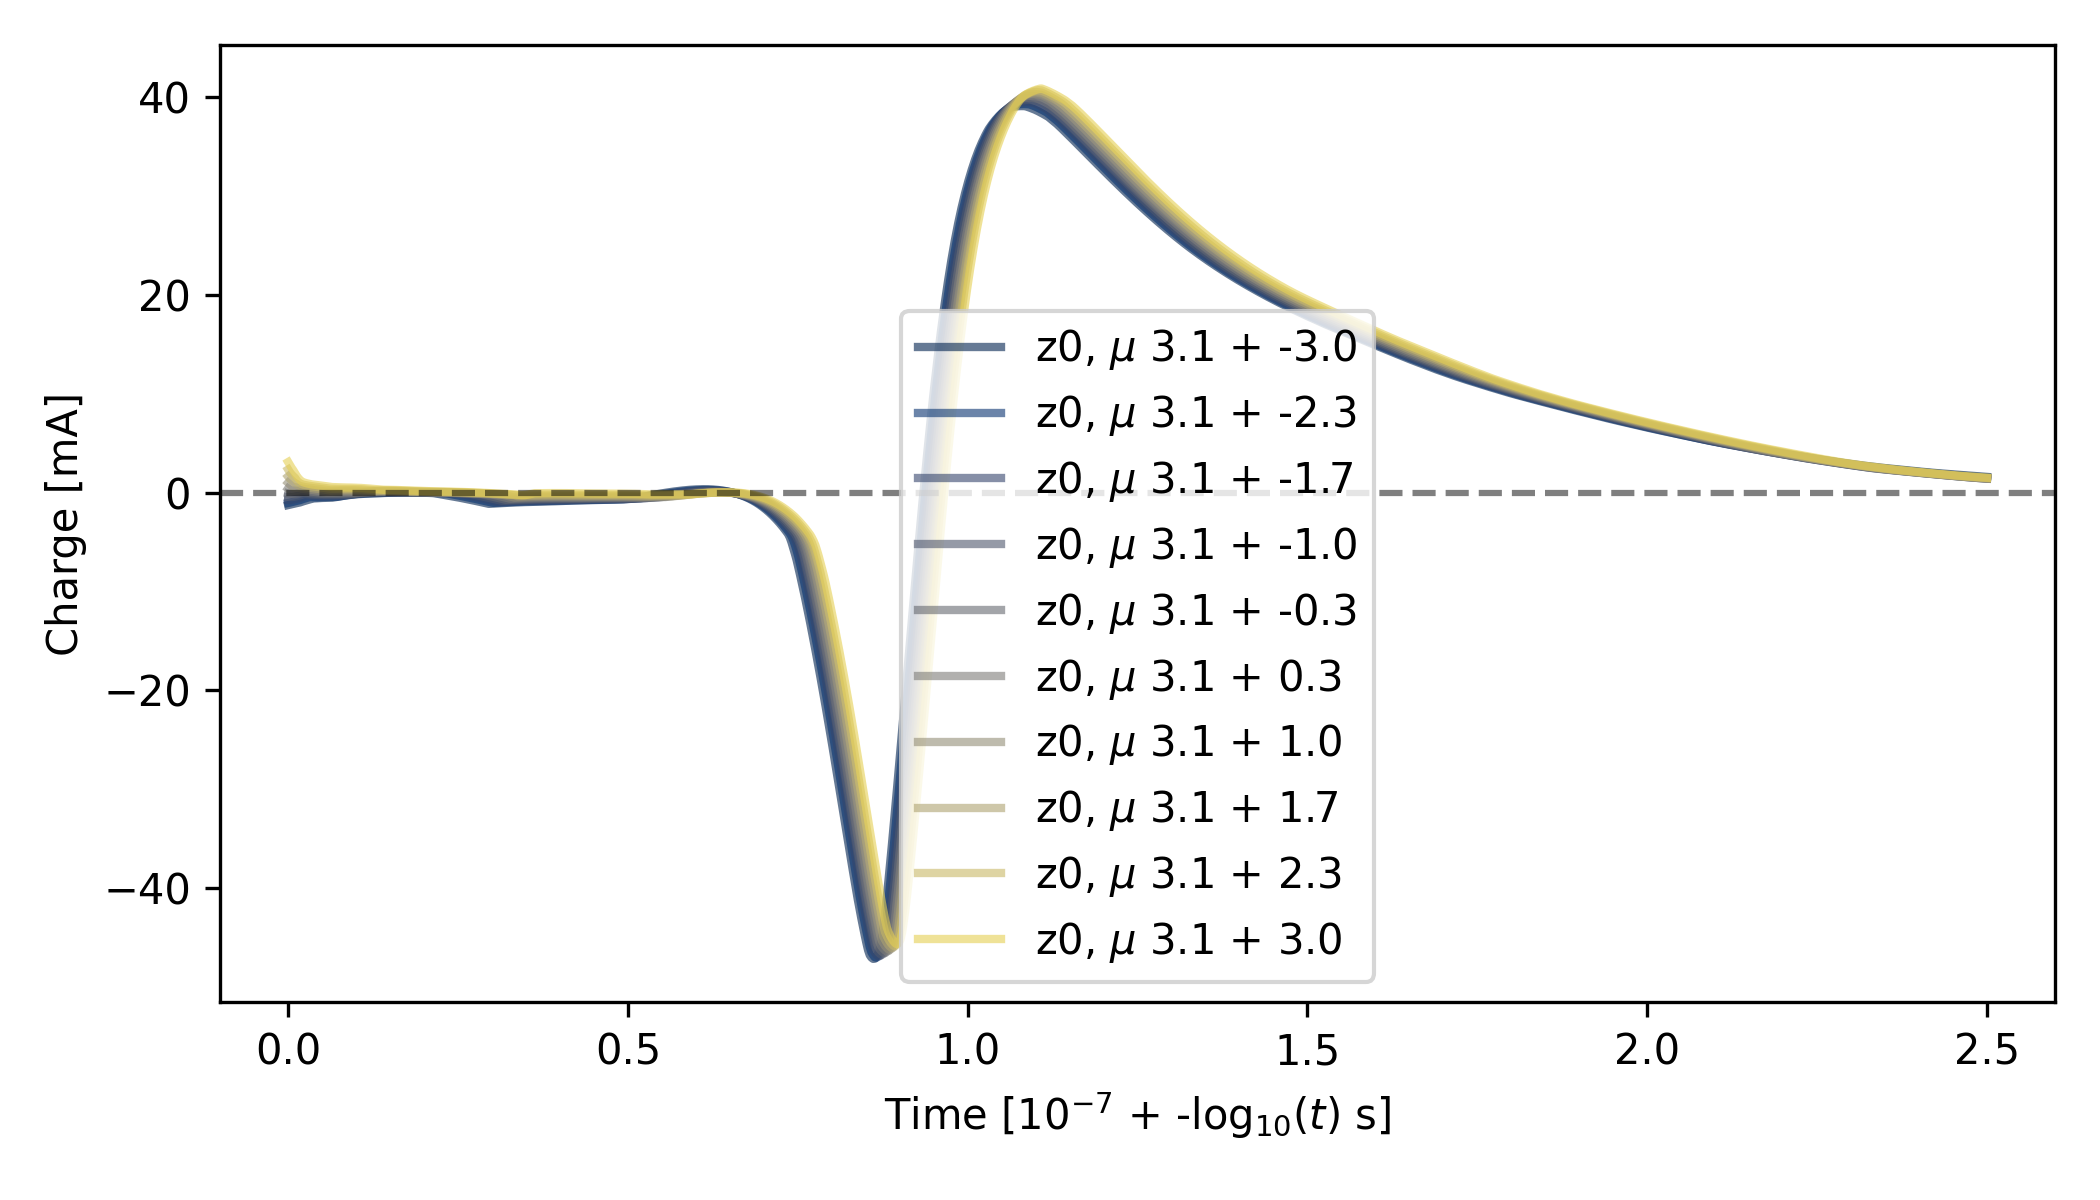 40
20
0
−20
−40
Charge [mA]
z0, μ 3.1 + -3.0
z0, μ 3.1 + -2.3
z0, μ 3.1 + -1.7
z0, μ 3.1 + -1.0
z0, μ 3.1 + -0.3
z0, μ 3.1 + 0.3
z0, μ 3.1 + 1.0
z0, μ 3.1 + 1.7
z0, μ 3.1 + 2.3
z0, μ 3.1 + 3.0
0.0 0.5 1.0 1.5 2.0 2.5
Time [10⁻⁷ + -log₁₀(t) s]